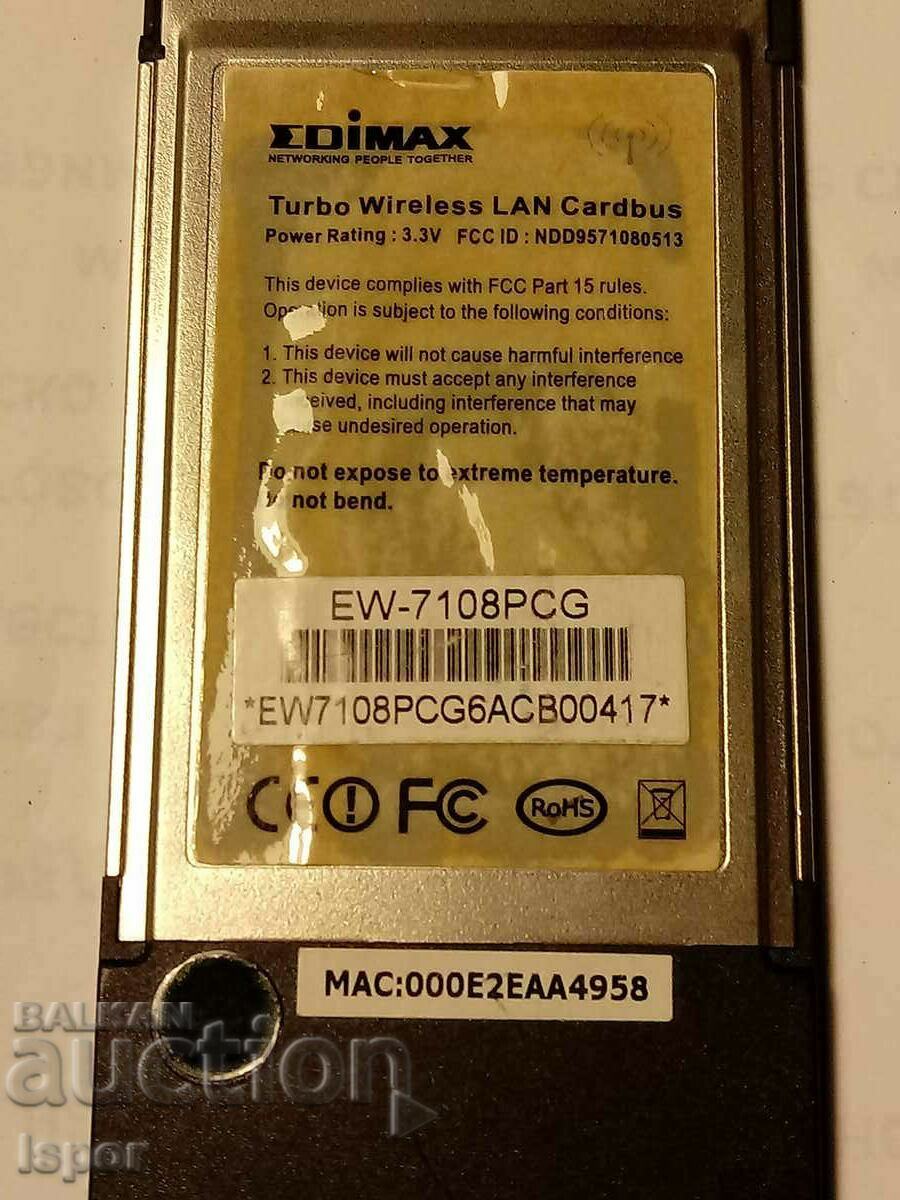 EDiMAX
NETWORKING PEOPLE TOGETHER
Turbo Wireless LAN Cardbus
Power Rating : 3.3V FCC ID : NDD9571080513
This device complies with FCC Part 15 rules.
is subject to the following conditions:
1. This device will not cause harmful interference
2. This device must accept any interference
including interference that may
undesired operation.
Do not expose to extreme temperature.
not bend.
EW-7108PCG
*EW7108PCG6ACB00417*
CE FC RoHS
MAC:000E2EAA4958
BALKAN
auction
Ispor